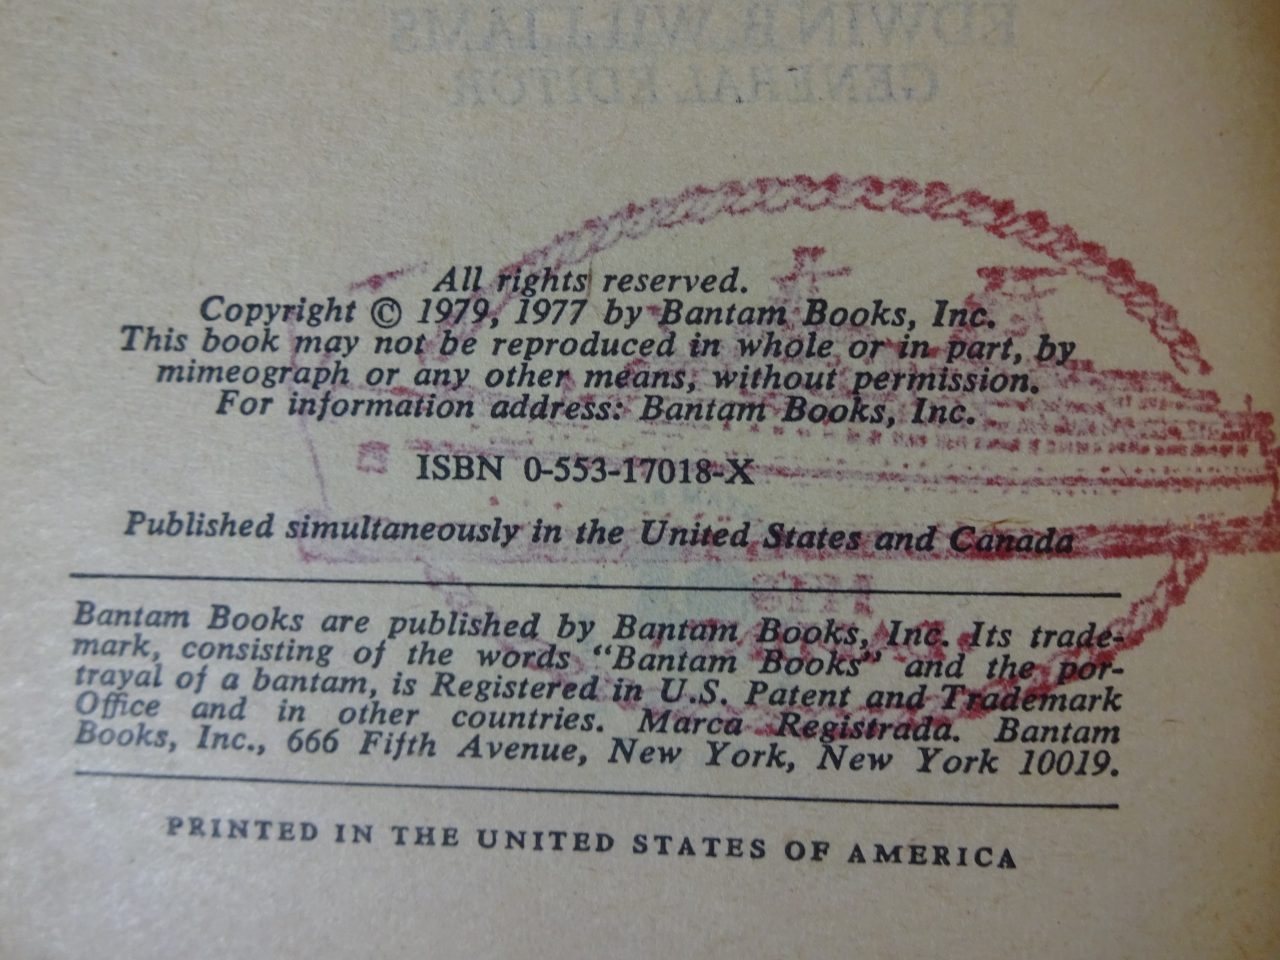 EDWIN B. WILLIAMS
GENERAL EDITOR
All rights reserved.
Copyright © 1979, 1977 by Bantam Books, Inc.
This book may not be reproduced in whole or in part, by
mimeograph or any other means, without permission.
For information address: Bantam Books, Inc.
ISBN 0-553-17018-X
Published simultaneously in the United States and Canada
Bantam Books are published by Bantam Books, Inc. Its trade-
mark, consisting of the words "Bantam Books" and the por-
trayal of a bantam, is Registered in U.S. Patent and Trademark
Office and in other countries. Marca Registrada. Bantam
Books, Inc., 666 Fifth Avenue, New York, New York 10019.
PRINTED IN THE UNITED STATES OF AMERICA